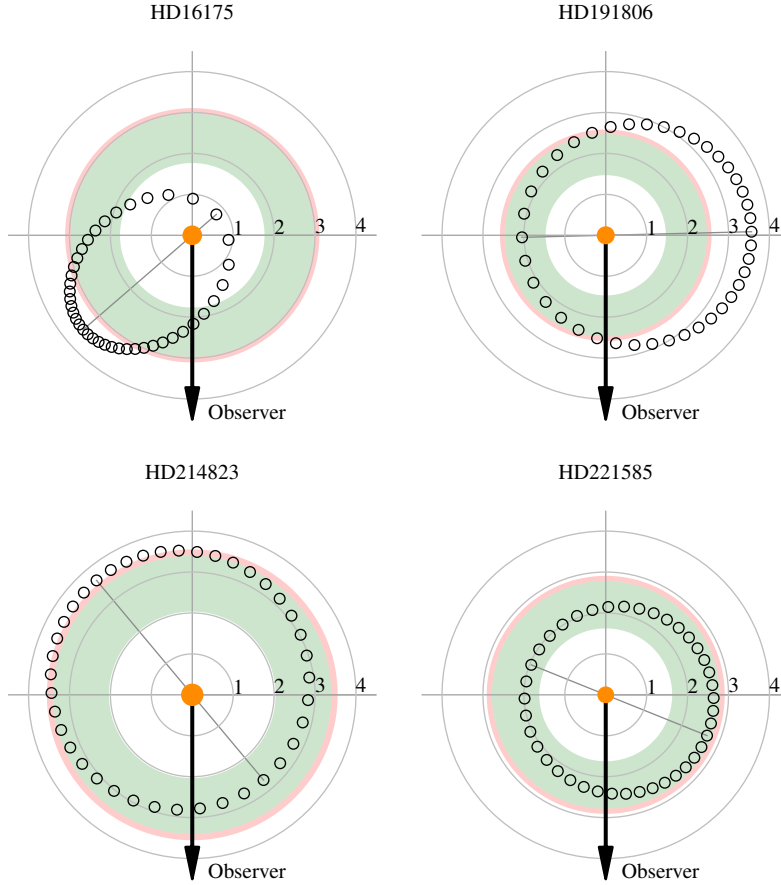 HD16175
1 2 3 4
Observer
HD191806
1 2 3 4
Observer
HD214823
1 2 3 4
Observer
HD221585
1 2 3 4
Observer